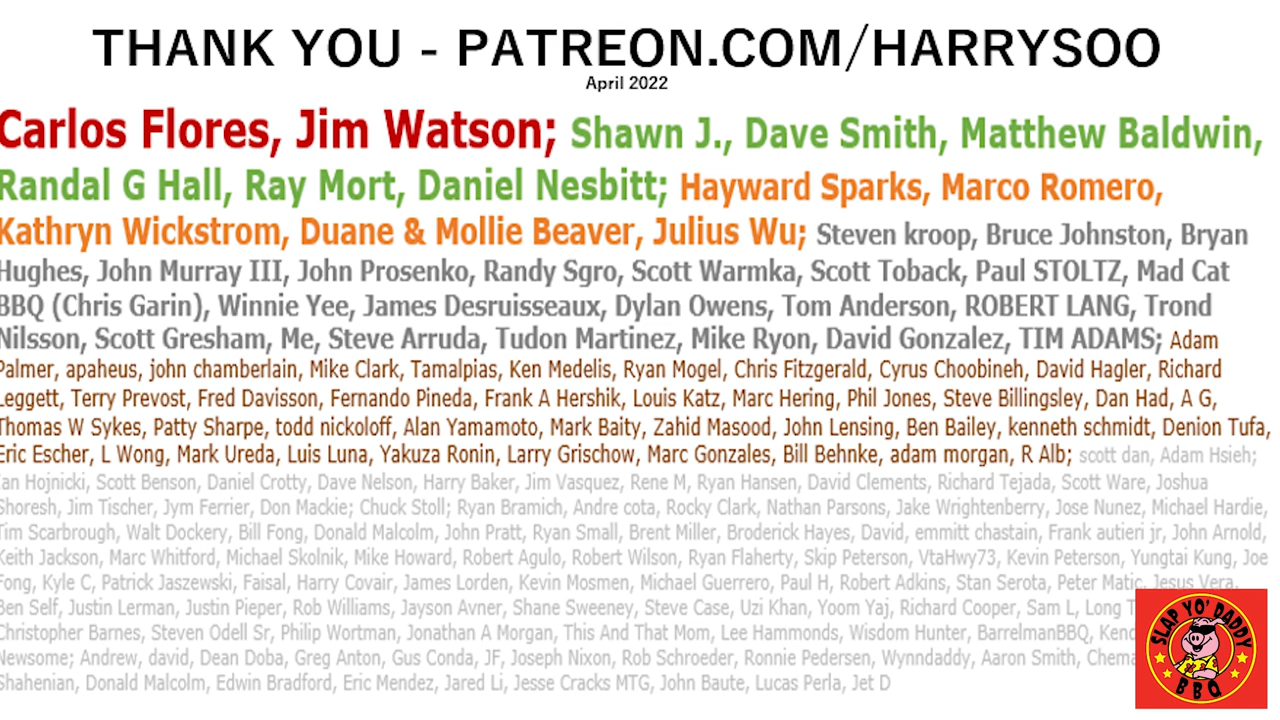 THANK YOU - PATREON.COM/HARRYSOO
April 2022
Carlos Flores, Jim Watson; Shawn J., Dave Smith, Matthew Baldwin,
Randal G Hall, Ray Mort, Daniel Nesbitt; Hayward Sparks, Marco Romero,
Kathryn Wickstrom, Duane & Mollie Beaver, Julius Wu; Steven kroop, Bruce Johnston, Bryan
Hughes, John Murray III, John Prosenko, Randy Sgro, Scott Warmka, Scott Toback, Paul STOLTZ, Mad Cat
BBQ (Chris Garin), Winnie Yee, James Desruisseaux, Dylan Owens, Tom Anderson, ROBERT LANG, Trond
Nilsson, Scott Gresham, Me, Steve Arruda, Tudon Martinez, Mike Ryon, David Gonzalez, TIM ADAMS; Adam
Palmer, apaheus, john chamberlain, Mike Clark, Tamalpias, Ken Medelis, Ryan Mogel, Chris Fitzgerald, Cyrus Choobineh, David Hagler, Richard
Leggett, Terry Prevost, Fred Davisson, Fernando Pineda, Frank A Hershik, Louis Katz, Marc Hering, Phil Jones, Steve Billingsley, Dan Had, A G,
Thomas W Sykes, Patty Sharpe, todd nickoloff, Alan Yamamoto, Mark Baity, Zahid Masood, John Lensing, Ben Bailey, kenneth schmidt, Denion Tufa,
Eric Escher, L Wong, Mark Ureda, Luis Luna, Yakuza Ronin, Larry Grischow, Marc Gonzales, Bill Behnke, adam morgan, R Alb; scott dan, Adam Hsieh;
Ian Hojnicki, Scott Benson, Daniel Crotty, Dave Nelson, Harry Baker, Jim Vasquez, Rene M, Ryan Hansen, David Clements, Richard Tejada, Scott Ware, Joshua
Shoresh, Jim Tischer, Jym Ferrier, Don Mackie; Chuck Stoll; Ryan Bramich, Andre cota, Rocky Clark, Nathan Parsons, Jake Wrightenberry, Jose Nunez, Michael Hardie,
Tim Scarbrough, Walt Dockery, Bill Fong, Donald Malcolm, John Pratt, Ryan Small, Brent Miller, Broderick Hayes, David, emmitt chastain, Frank autieri jr, John Arnold,
Keith Jackson, Marc Whitford, Michael Skolnik, Mike Howard, Robert Agulo, Robert Wilson, Ryan Flaherty, Skip Peterson, VtaHwy73, Kevin Peterson, Yungtai Kung, Joe
Fong, Kyle C, Patrick Jaszewski, Faisal, Harry Covair, James Lorden, Kevin Mosmen, Michael Guerrero, Paul H, Robert Adkins, Stan Serota, Peter Matic, Jesus Vera,
Ben Self, Justin Lerman, Justin Pieper, Rob Williams, Jayson Avner, Shane Sweeney, Steve Case, Uzi Khan, Yoom Yaj, Richard Cooper, Sam L, Long
Christopher Barnes, Steven Odell Sr, Philip Wortman, Jonathan A Morgan, This And That Mom, Lee Hammonds, Wisdom Hunter, BarrelmanBBQ,
Newsome; Andrew, david, Dean Doba, Greg Anton, Gus Conda, Joe, Joseph Nixon, Rob Schroeder, Ronnie Pedersen, Wyndaddy, Aaron Smith,
Shahenian, Donald Malcolm, Edwin Bradford, Eric Mendez, Jared Li, Jesse Cracks MTG, John Baute, Lucas Perla, Jet D
SLAP YO' DADDY
BBQ